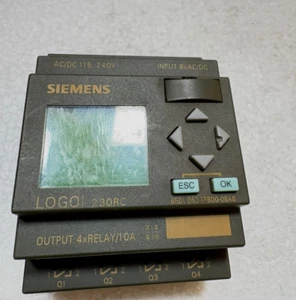 AC/DC 115..240V INPUT 8xAC/DC
SIEMENS
ESC OK
LOGO! 230RC
OUTPUT 4xRELAY/10A
Q1 Q2 Q3 Q4